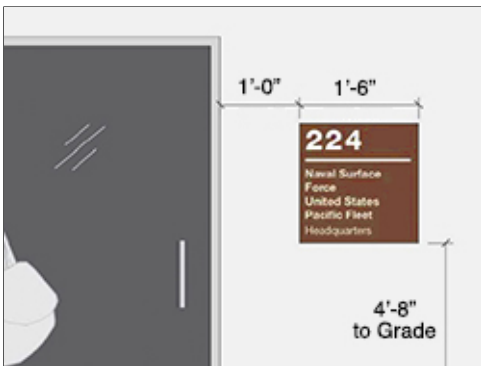 1'-0"
1'-6"
224
Naval Surface
Force
United States
Pacific Fleet
Headquarters
4'-8"
to Grade